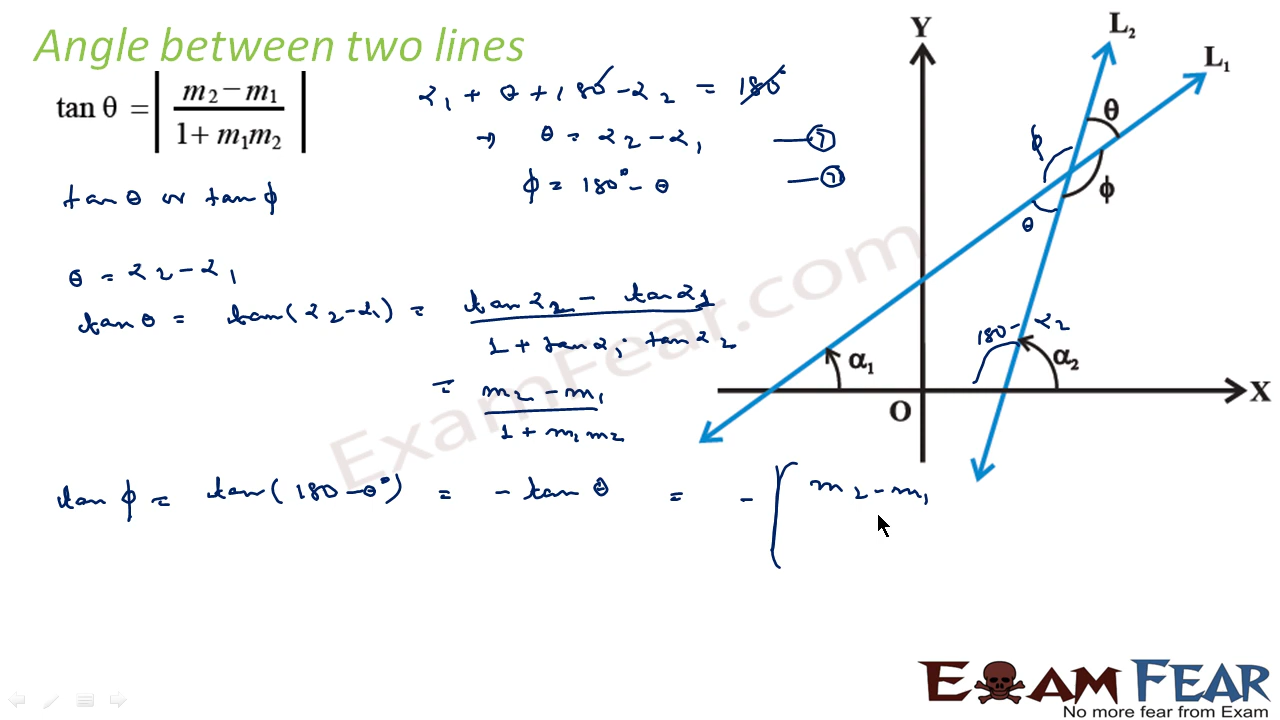 Angle between two lines
tan θ = | m₂ − m₁ / 1 + m₁m₂ |
α₁ + θ + 180 − α₂ = 180°
→ θ = α₂ − α₁
φ = 180° − θ
tan θ or tan φ
θ = α₂ − α₁
tan θ = tan(α₂ − α₁) = tan α₂ − tan α1 / 1 + tan α₁ · tan α₂
= m₂ − m₁ / 1 + m₁ m₂
tan φ = tan(180 − θ°) = − tan θ = − [ m₂ − m₁
Y
L₂
L₁
θ
φ
φ
θ
180 − α₂
α₁
α₂
O
X
ExamFear.com
EXAM FEAR
No more fear from Exam